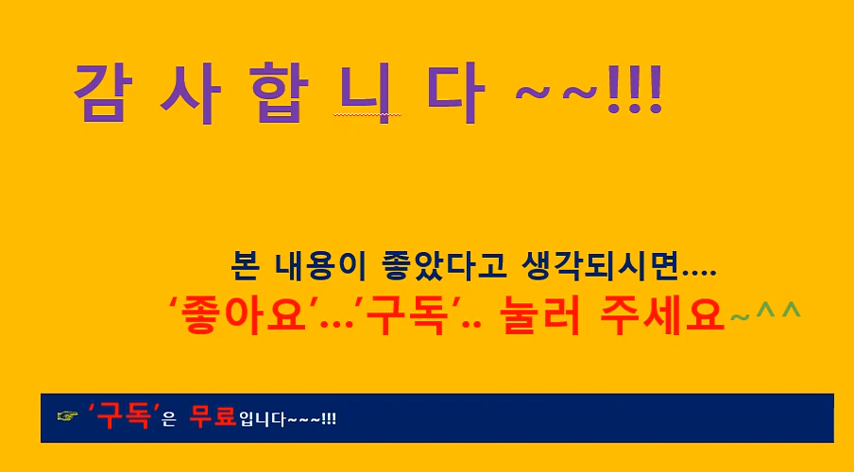 감 사 합 니 다 ~~!!!
본 내용이 좋았다고 생각되시면....
‘좋아요’...’구독’.. 눌러 주세요~^^
☞ ‘구독’은 무료입니다~~~!!!